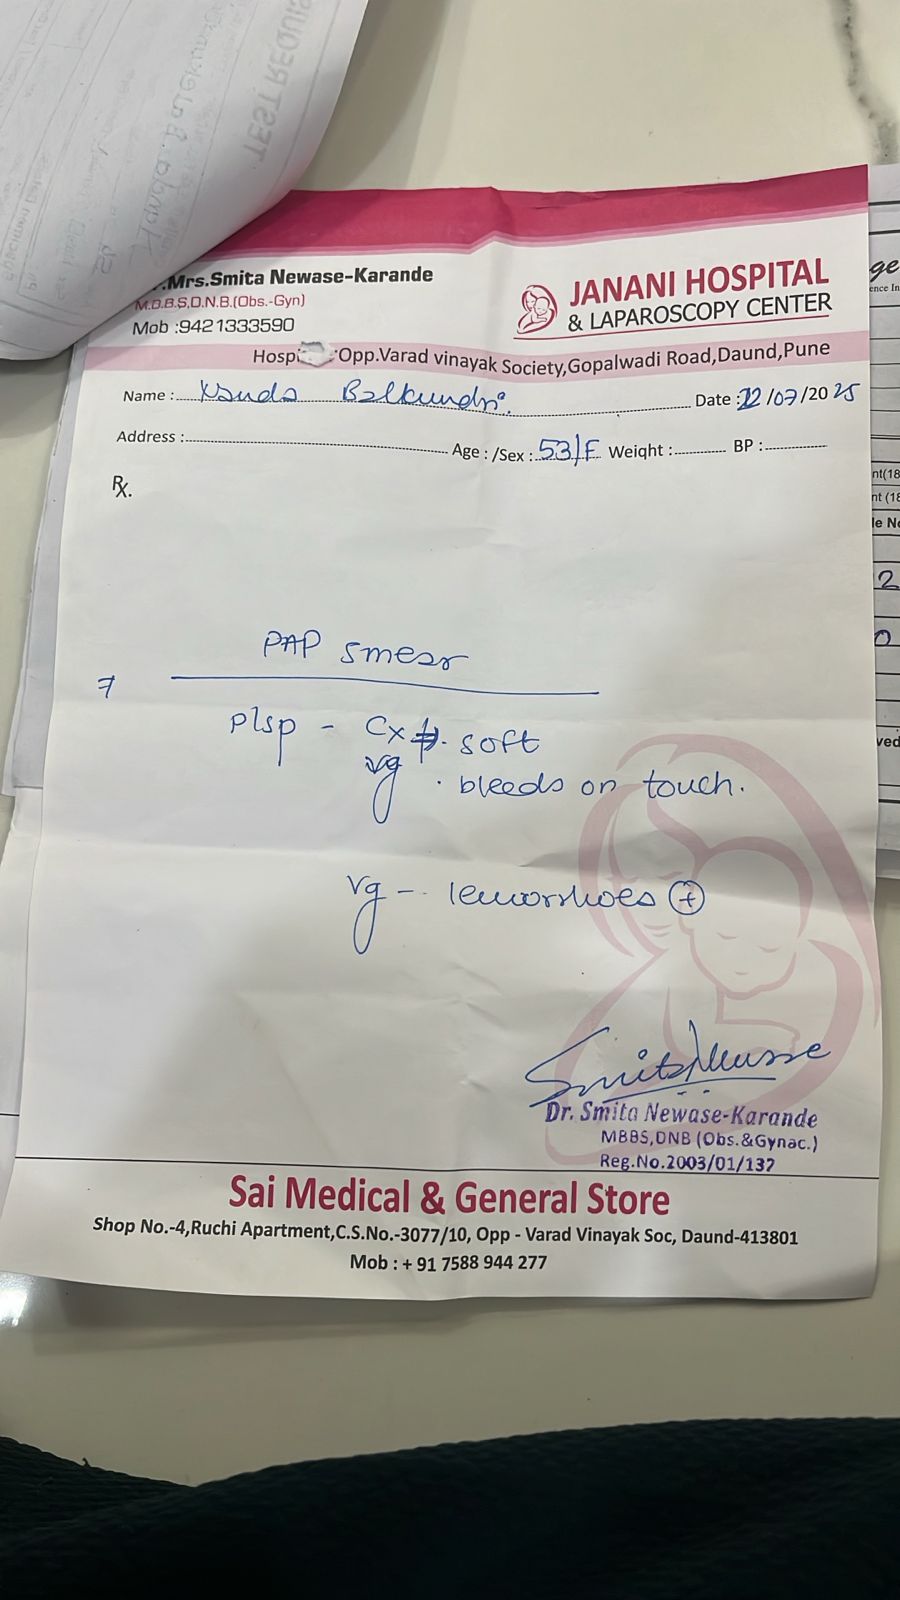 TEST REQUIR
.Mrs.Smita Newase-Karande
M.B.B.S,D.N.B.(Obs.-Gyn)
Mob :9421333590
JANANI HOSPITAL
& LAPAROSCOPY CENTER
Hospi Opp.Varad vinayak Society,Gopalwadi Road,Daund,Pune
Name : Date : /07/2025
Address : Age : /Sex : 53/F Weight : BP :
Rx.
PAP smear
P/sp - Cx soft
vg . bleeds on touch.
vg -
Dr. Smita Newase-Karande
MBBS,DNB (Obs.&Gynac.)
Reg.No.2003/01/137
Sai Medical & General Store
Shop No.-4,Ruchi Apartment,C.S.No.-3077/10, Opp - Varad Vinayak Soc, Daund-413801
Mob : + 91 7588 944 277